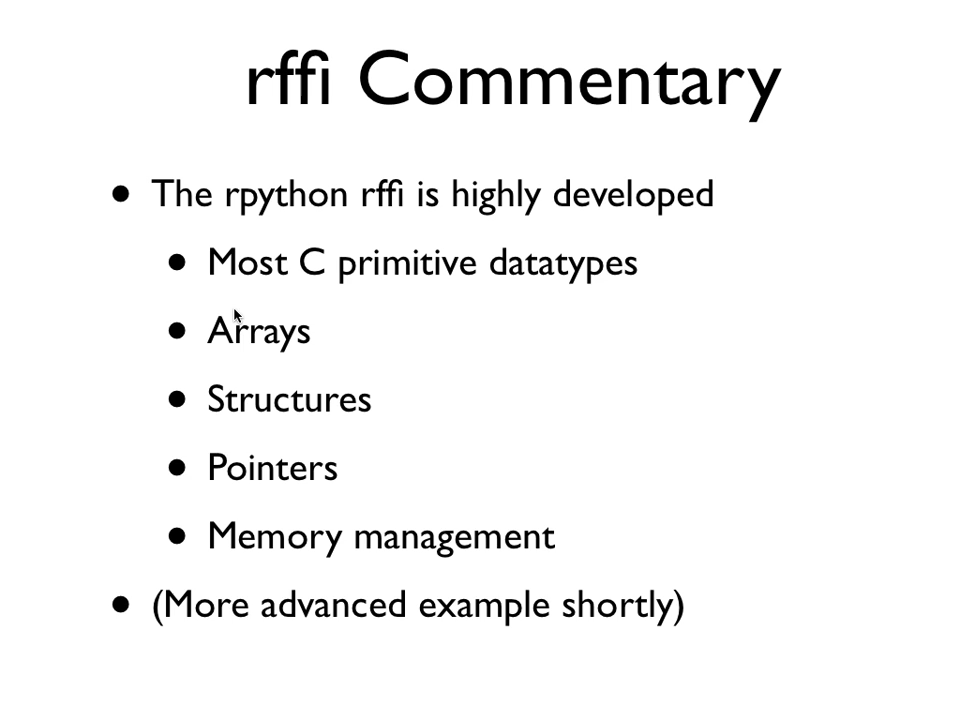 rffi Commentary
• The rpython rffi is highly developed
• Most C primitive datatypes
• Arrays
• Structures
• Pointers
• Memory management
• (More advanced example shortly)